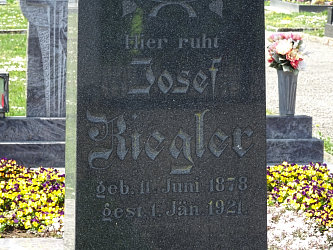 Hier ruht
Josef
Riegler
geb. 11. Juni 1878
gest. 1. Jän. 1921